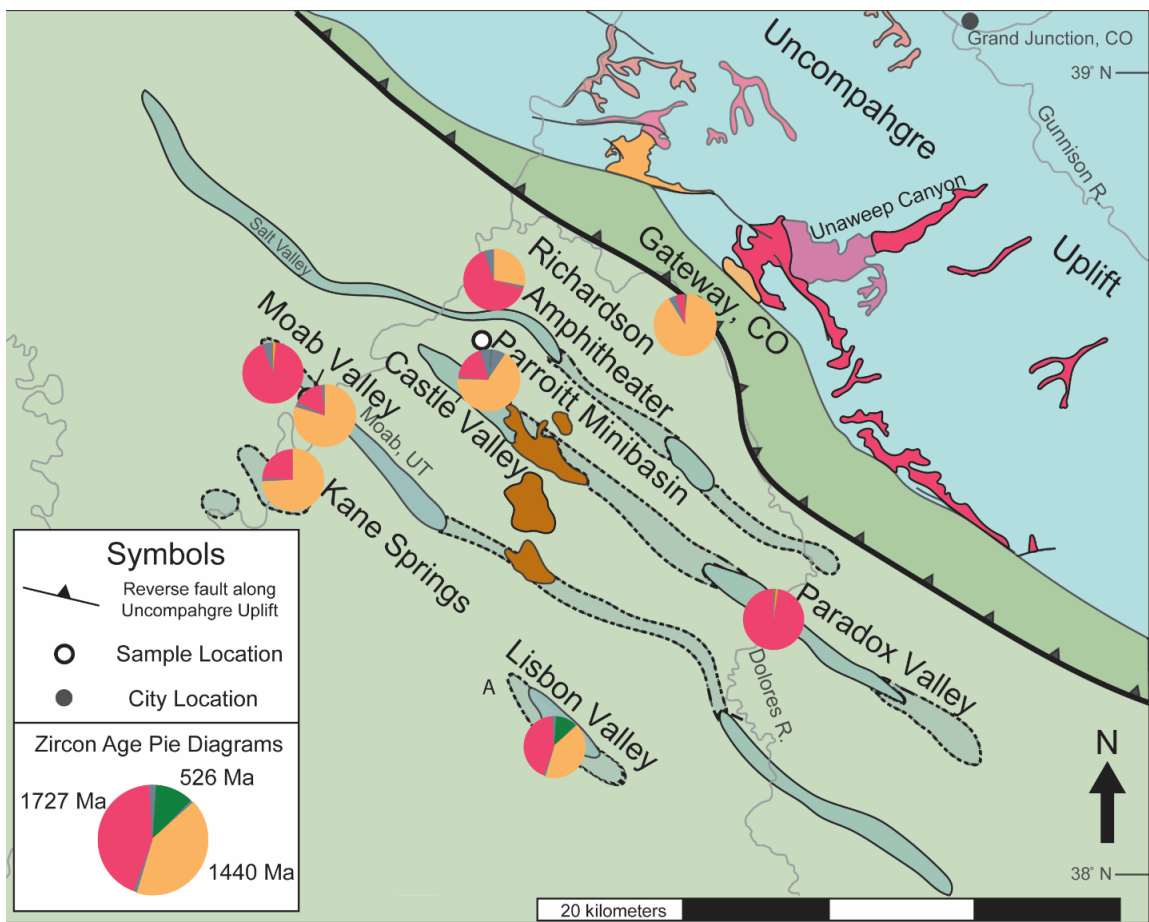 Grand Junction, CO
39° N
Uncompahgre
Gunnison R.
Unaweep Canyon
Uplift
Salt Valley
Richardson
Amphitheater
Gateway, CO
Moab Valley
Castle Valley
Parroitt Minibasin
Moab, UT
Kane Springs
Paradox Valley
Dolores R.
Lisbon Valley
A
Symbols
Reverse fault along
Uncompahgre Uplift
Sample Location
City Location
Zircon Age Pie Diagrams
526 Ma
1727 Ma
1440 Ma
N
38° N
20 kilometers